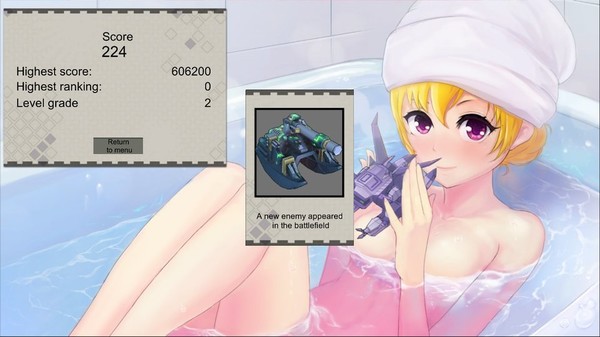 Score
224
Highest score: 606200
Highest ranking: 0
Level grade 2
Return
to menu
A new enemy appeared
in the battlefield